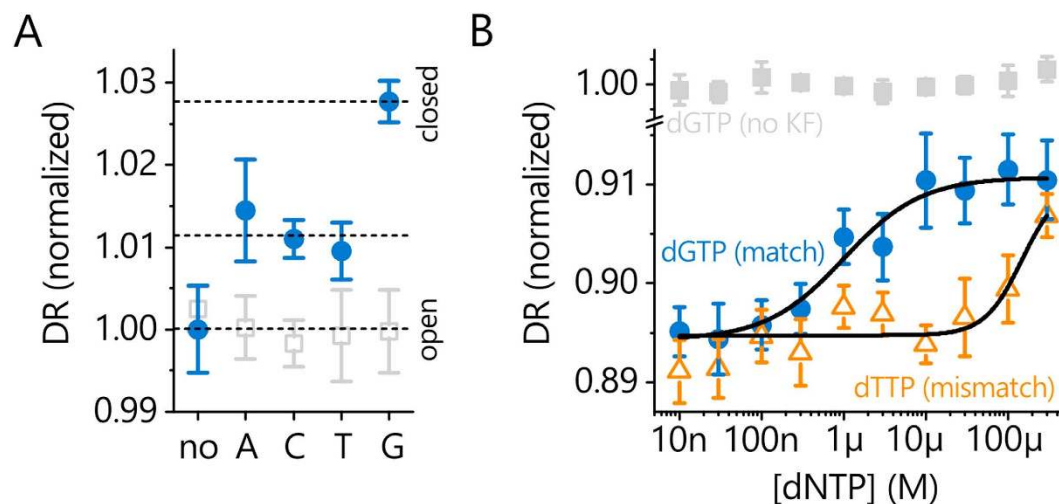 A
DR (normalized)
1.03
1.02
1.01
1.00
0.99
closed
open
no A C T G
B
DR (normalized)
1.00
0.91
0.90
0.89
dGTP (no KF)
dGTP (match)
dTTP (mismatch)
10n 100n 1µ 10µ 100µ
[dNTP] (M)